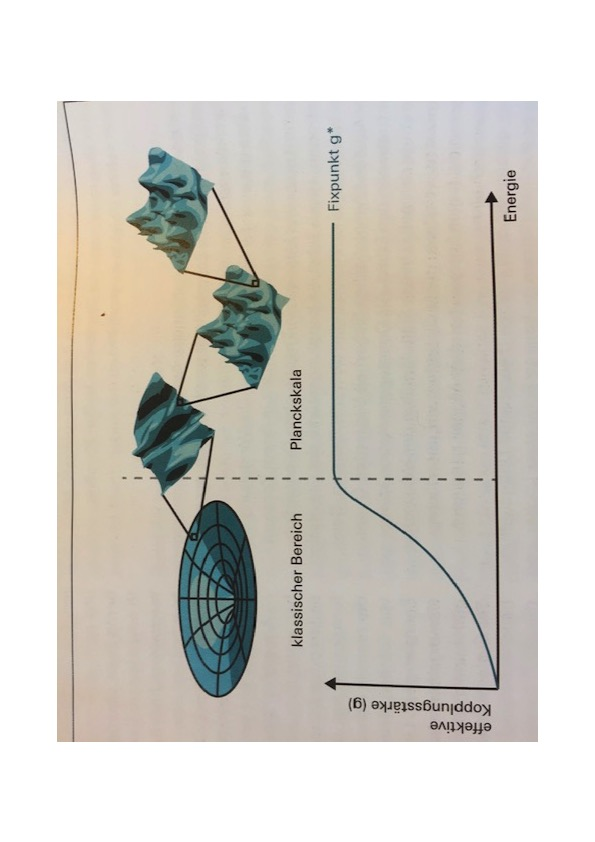 klassischer Bereich
Planckskala
Fixpunkt g*
effektive
Kopplungsstärke (g)
Energie